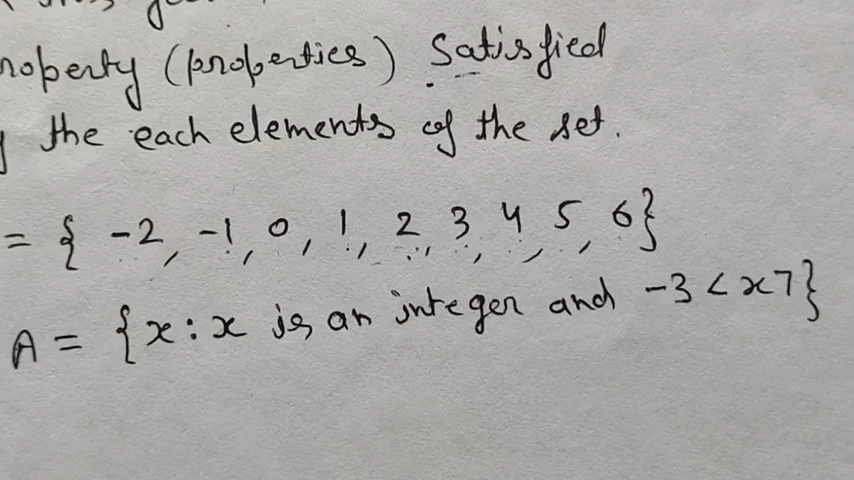 roperty (properties) Satisfied
the each elements of the set.
= { -2, -1, 0, 1, 2, 3, 4, 5, 6}
A = {x : x is an integer and -3 < x 7}